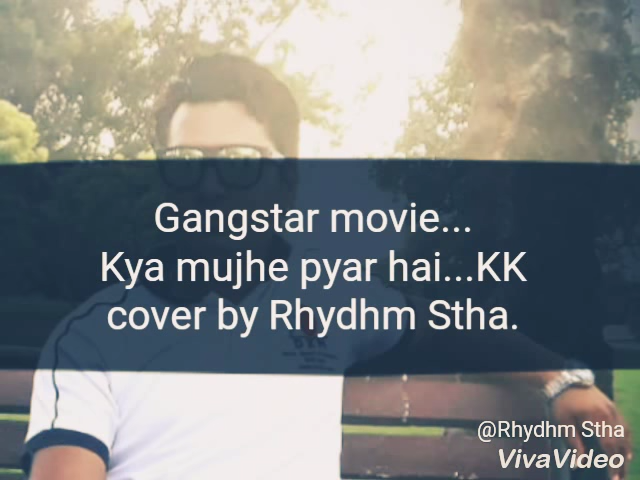 Gangstar movie...
Kya mujhe pyar hai...KK
cover by Rhydhm Stha.
@Rhydhm Stha
VivaVideo